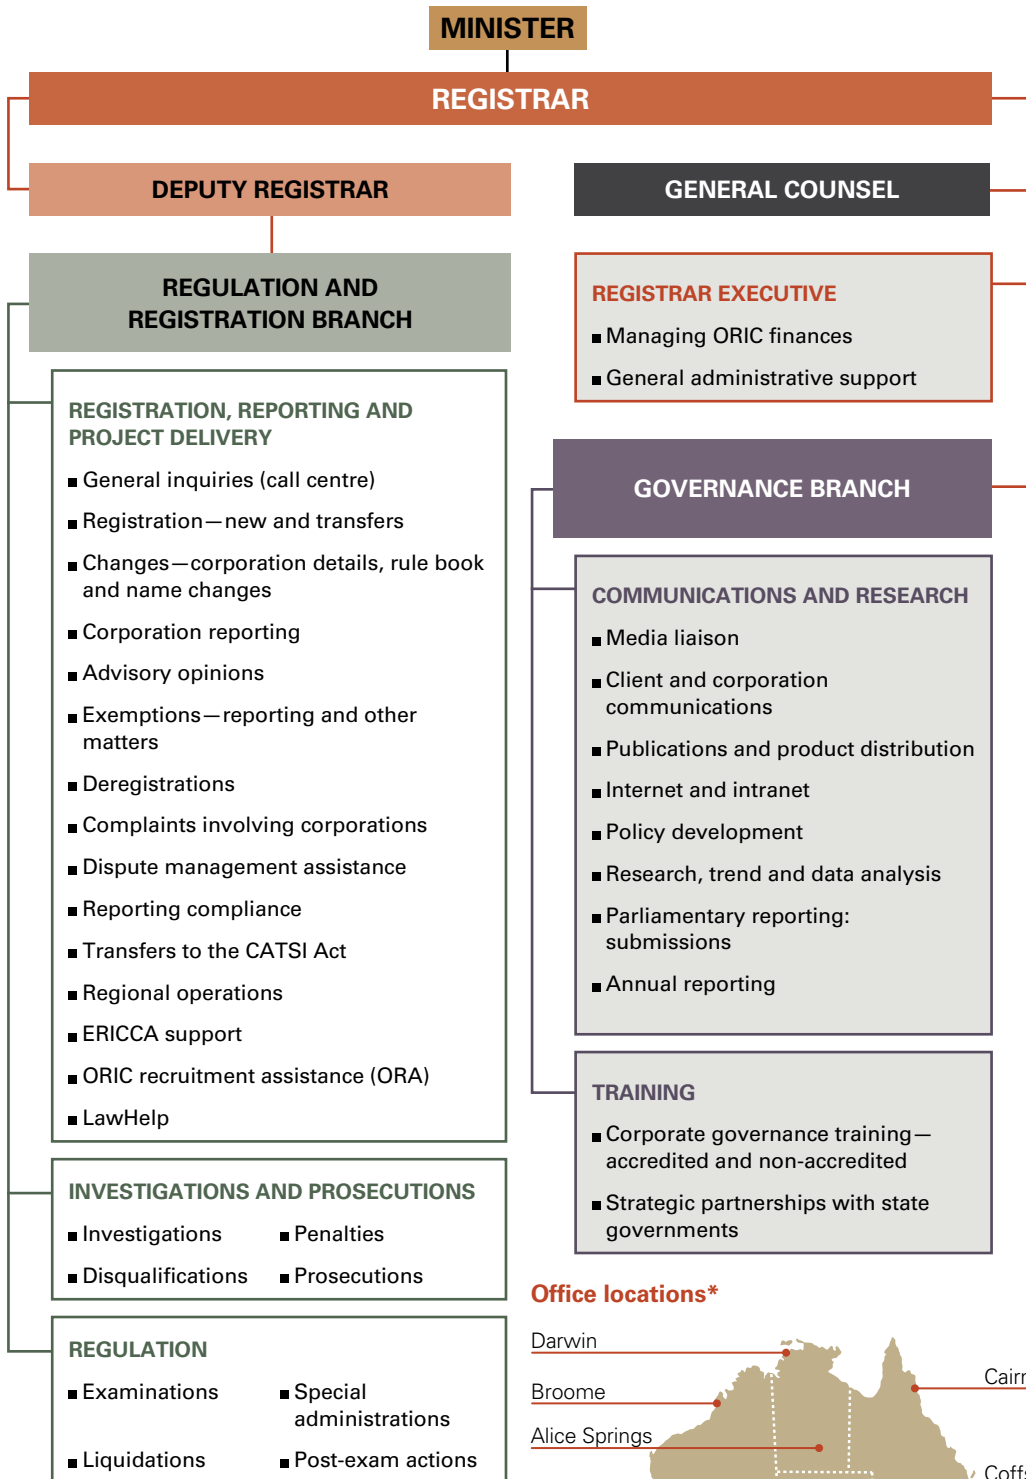 MINISTER
REGISTRAR
DEPUTY REGISTRAR
GENERAL COUNSEL
REGULATION AND
REGISTRATION BRANCH
REGISTRATION, REPORTING AND
PROJECT DELIVERY
■ General inquiries (call centre)
■ Registration—new and transfers
■ Changes—corporation details, rule book
and name changes
■ Corporation reporting
■ Advisory opinions
■ Exemptions—reporting and other
matters
■ Deregistrations
■ Complaints involving corporations
■ Dispute management assistance
■ Reporting compliance
■ Transfers to the CATSI Act
■ Regional operations
■ ERICCA support
■ ORIC recruitment assistance (ORA)
■ LawHelp
INVESTIGATIONS AND PROSECUTIONS
■ Investigations
■ Penalties
■ Disqualifications
■ Prosecutions
REGULATION
■ Examinations
■ Special
administrations
■ Liquidations
■ Post-exam actions
REGISTRAR EXECUTIVE
■ Managing ORIC finances
■ General administrative support
GOVERNANCE BRANCH
COMMUNICATIONS AND RESEARCH
■ Media liaison
■ Client and corporation
communications
■ Publications and product distribution
■ Internet and intranet
■ Policy development
■ Research, trend and data analysis
■ Parliamentary reporting:
submissions
■ Annual reporting
TRAINING
■ Corporate governance training—
accredited and non-accredited
■ Strategic partnerships with state
governments
Office locations*
Darwin
Broome
Alice Springs